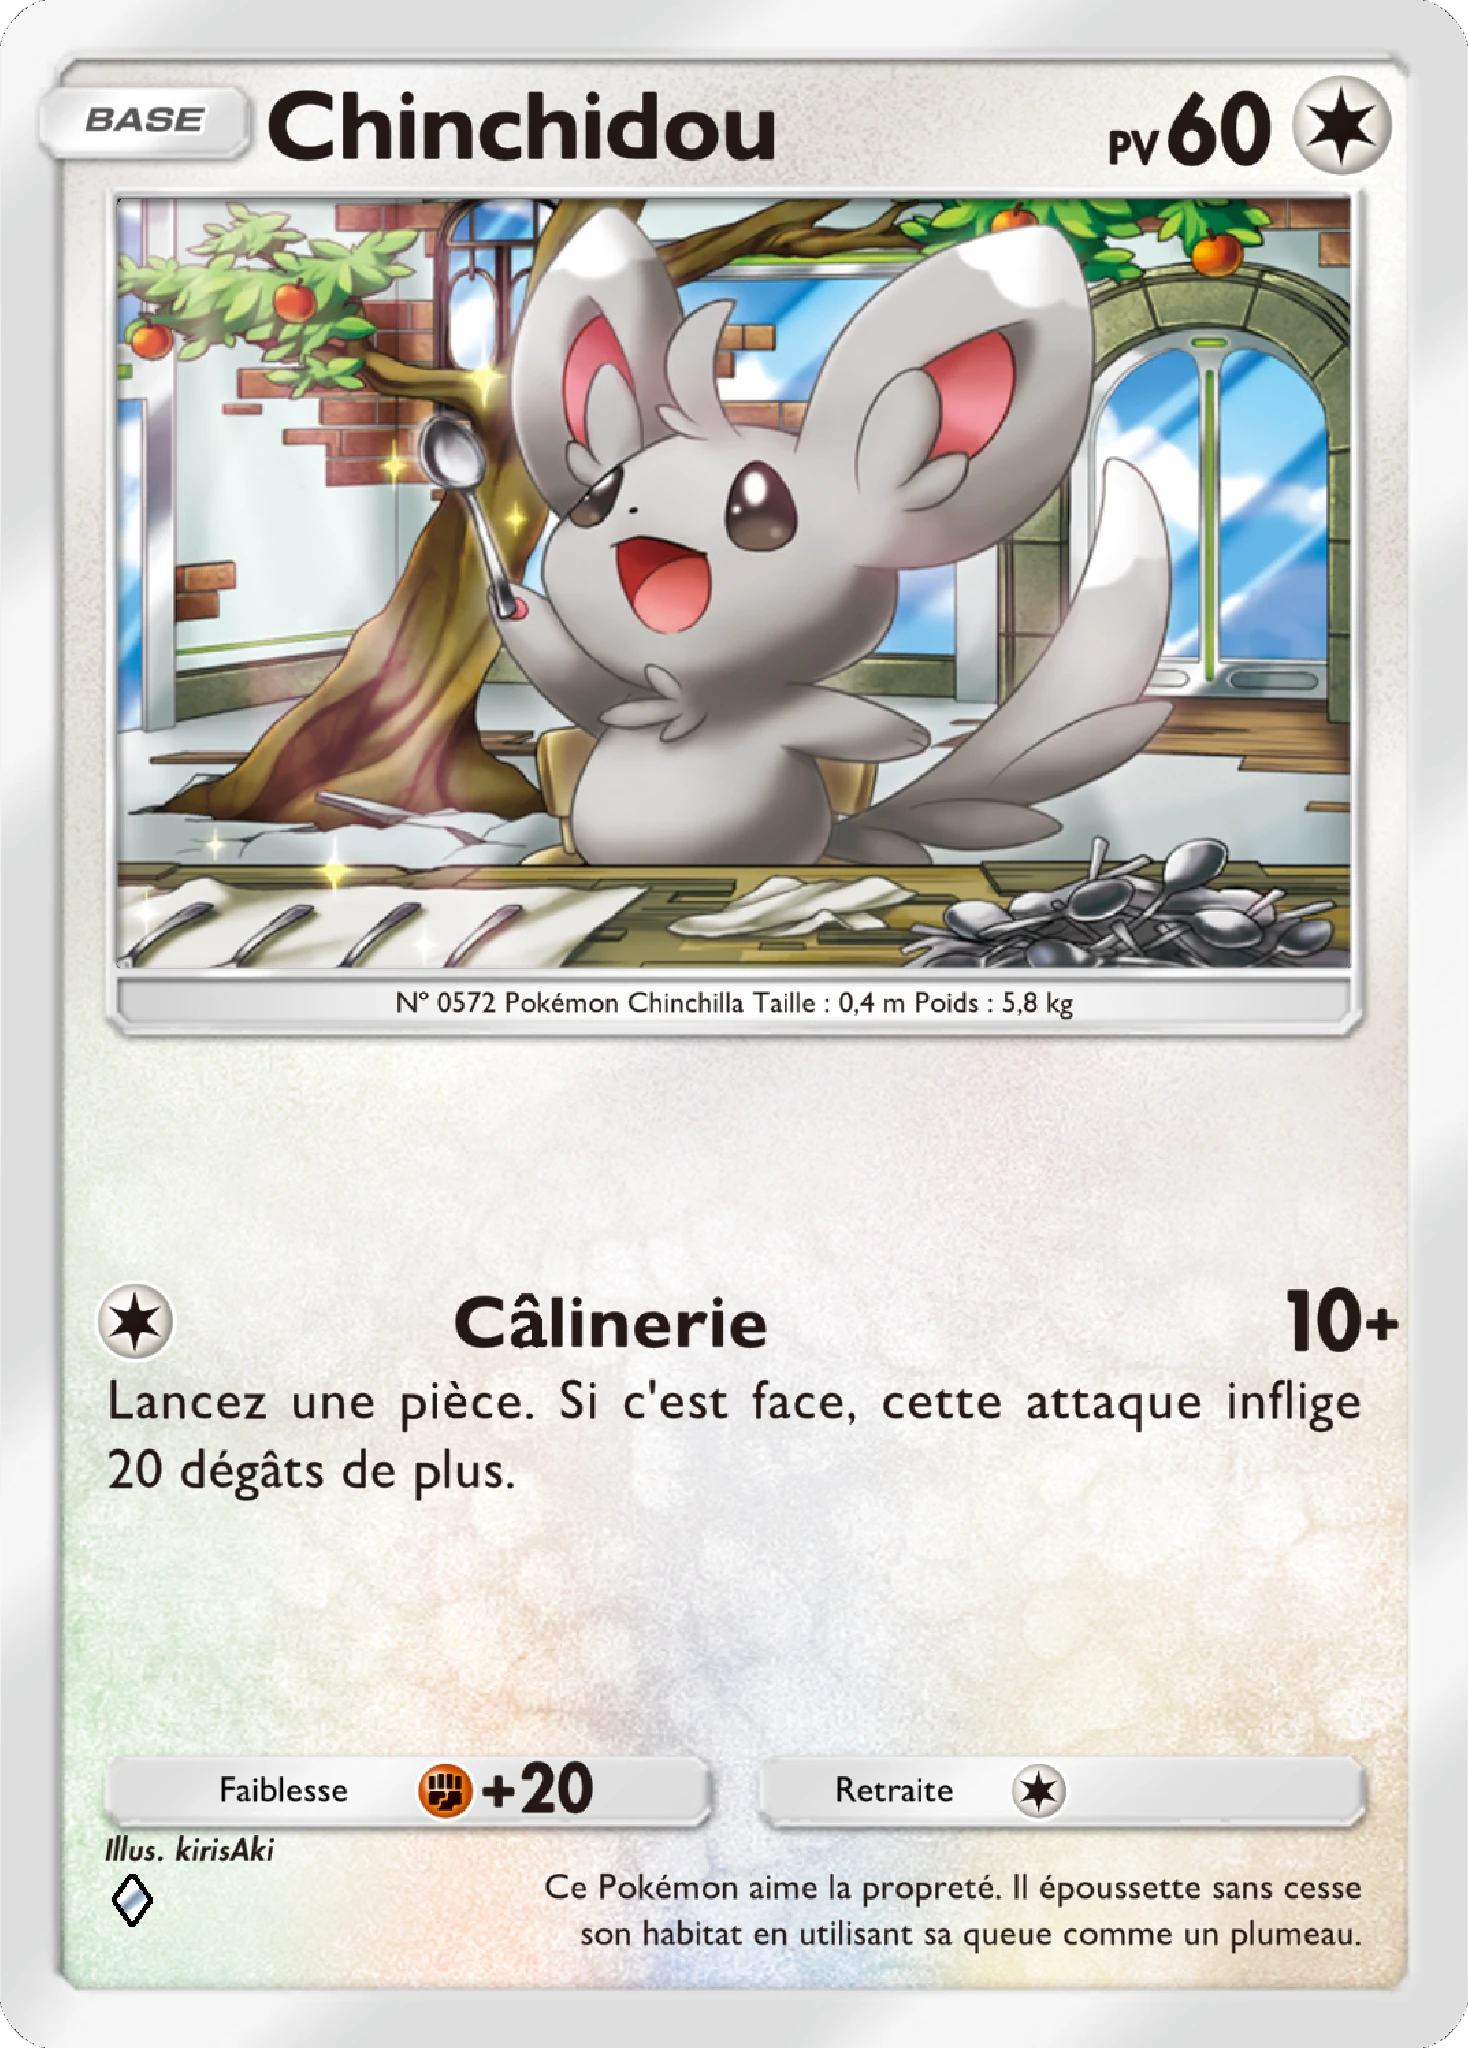 BASE Chinchidou PV 60
N° 0572 Pokémon Chinchilla Taille : 0,4 m Poids : 5,8 kg
Câlinerie 10+
Lancez une pièce. Si c'est face, cette attaque inflige
20 dégâts de plus.
Faiblesse +20 Retraite
Illus. kirisAki
Ce Pokémon aime la propreté. Il époussette sans cesse
son habitat en utilisant sa queue comme un plumeau.